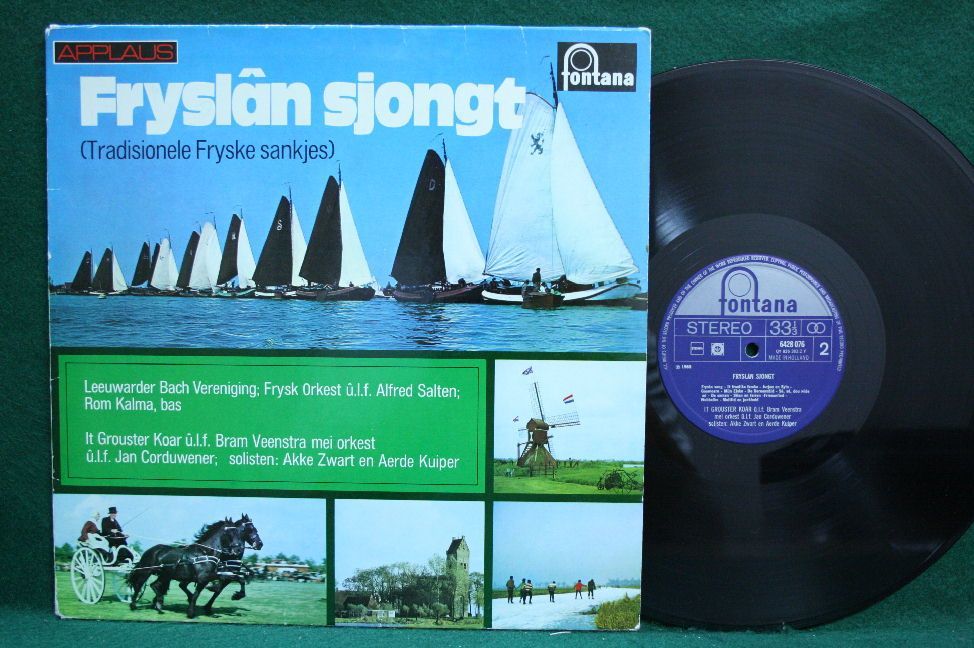 APPLAUS
fontana
Fryslân sjongt
(Tradisionele Fryske sankjes)
D
S
Leeuwarder Bach Vereniging; Frysk Orkest û.l.f. Alfred Salten;
Rom Kalma, bas
It Grouster Koar û.l.f. Bram Veenstra mei orkest
û.l.f. Jan Corduwener; solisten: Akke Zwart en Aerde Kuiper
fontana
STEREO 33 1/3
6428 076
MADE IN HOLLAND
2
FRYSLAN SJONGT
IT GROUSTER KOAR û.l.f. Bram Veenstra
mei orkest û.l.f. Jan Corduwener
solisten: Akke Zwart en Aerde Kuiper